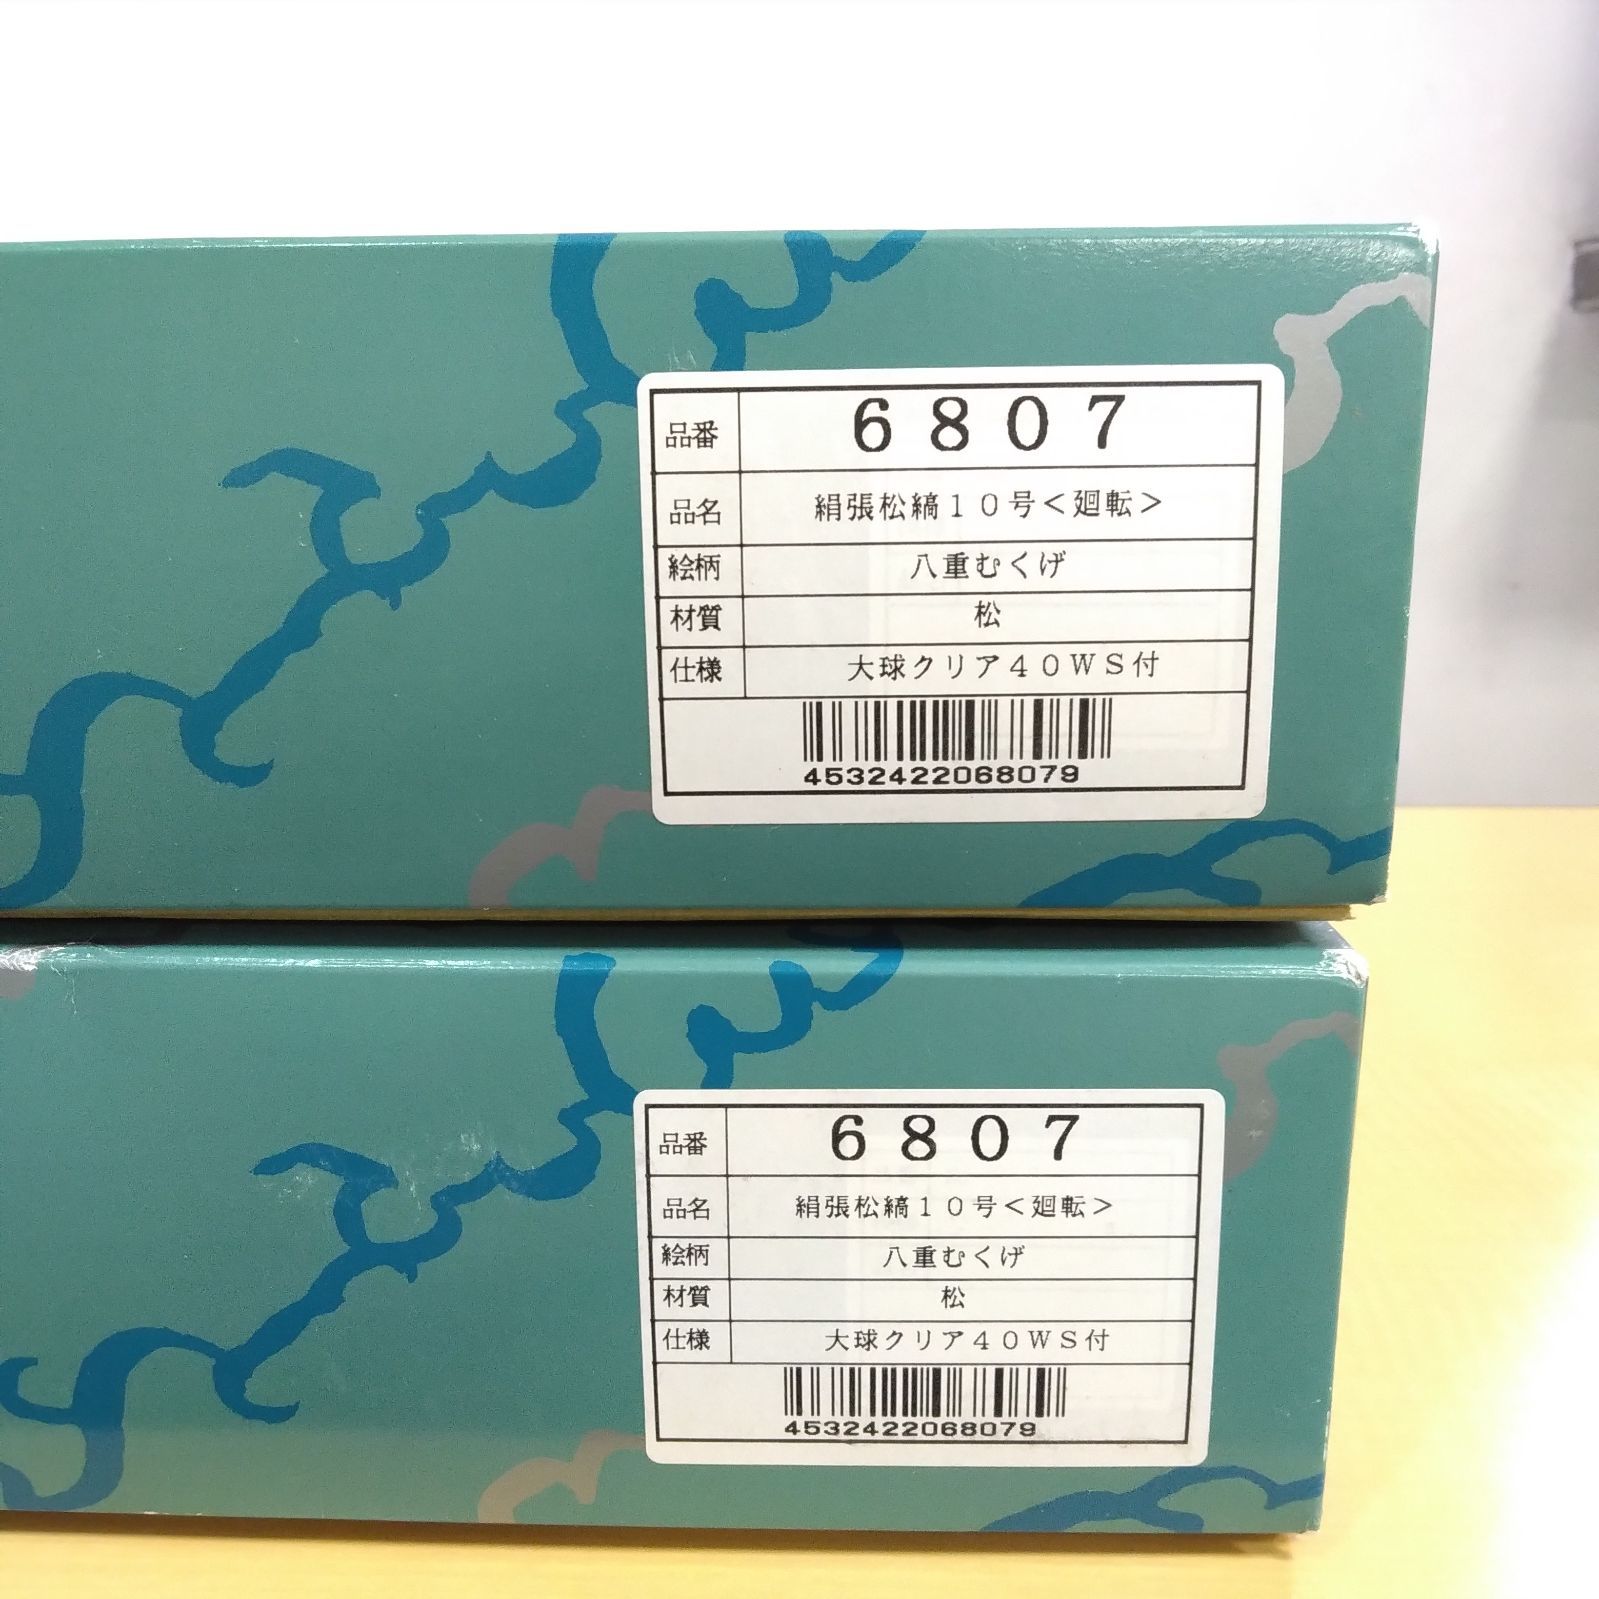 品番 6807
品名 絹張松縞10号<廻転>
絵柄 八重むくげ
材質 松
仕様 大球クリア40WS付
4532422068079
品番 6807
品名 絹張松縞10号<廻転>
絵柄 八重むくげ
材質 松
仕様 大球クリア40WS付
4532422068079